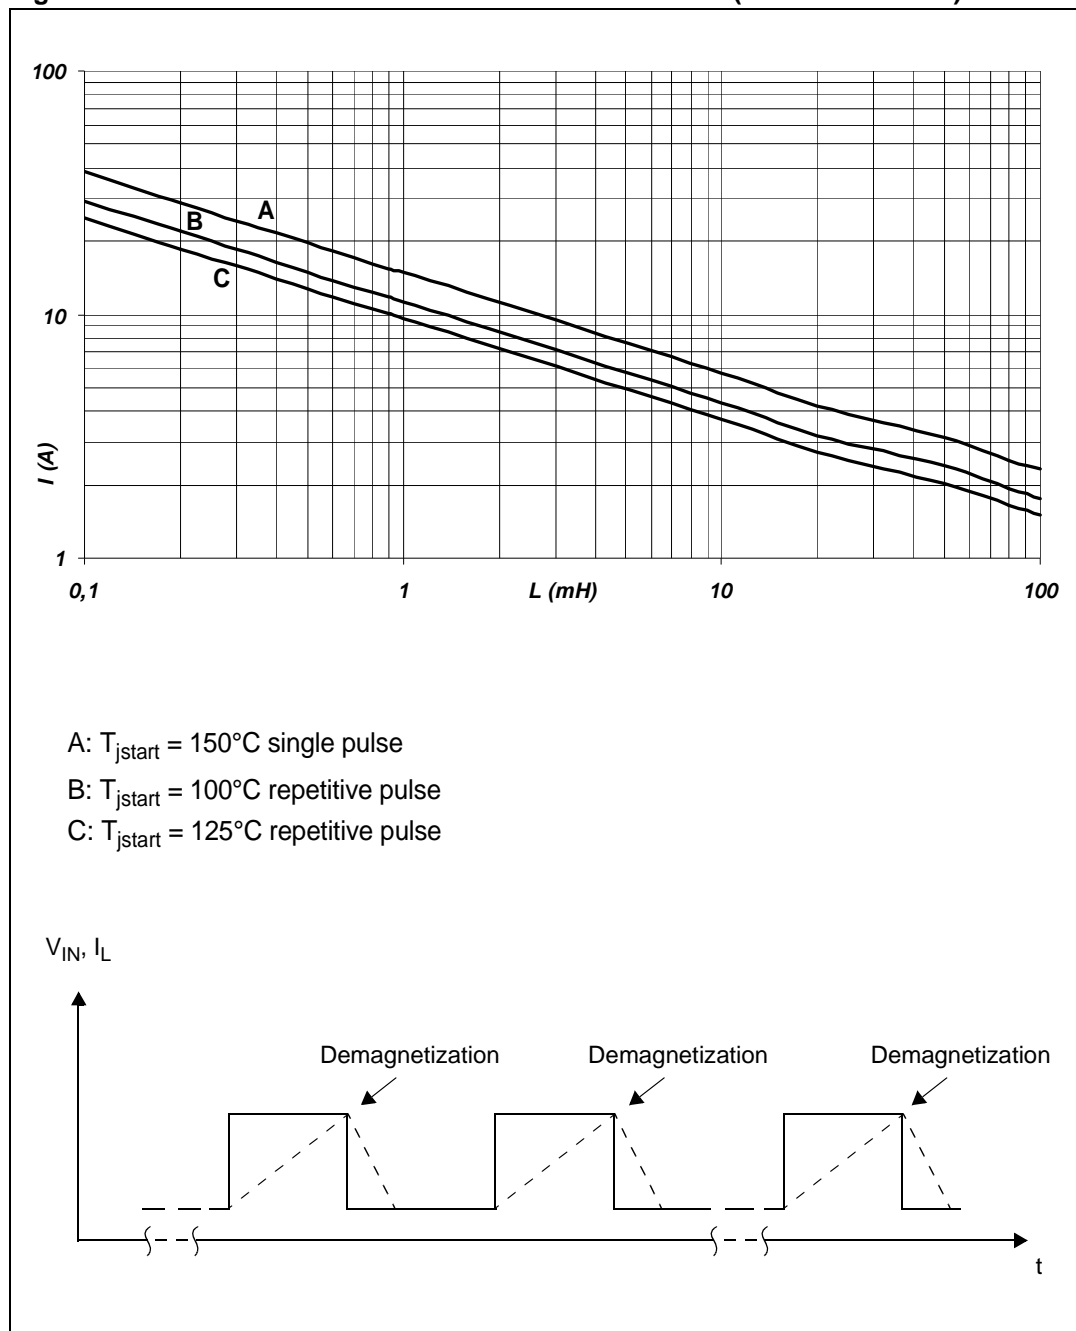 100
A
B
C
10
I (A)
1
0,1 1 L (mH) 10 100
A: Tjstart = 150°C single pulse
B: Tjstart = 100°C repetitive pulse
C: Tjstart = 125°C repetitive pulse
VIN, IL
Demagnetization Demagnetization Demagnetization
t